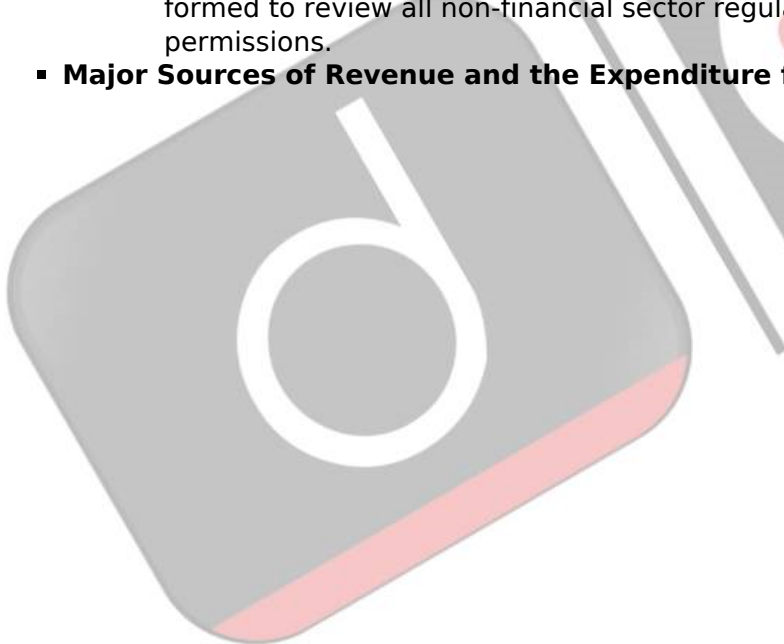 formed to review all non-financial sector
permissions.
▪ Major Sources of Revenue and the Expenditure
d